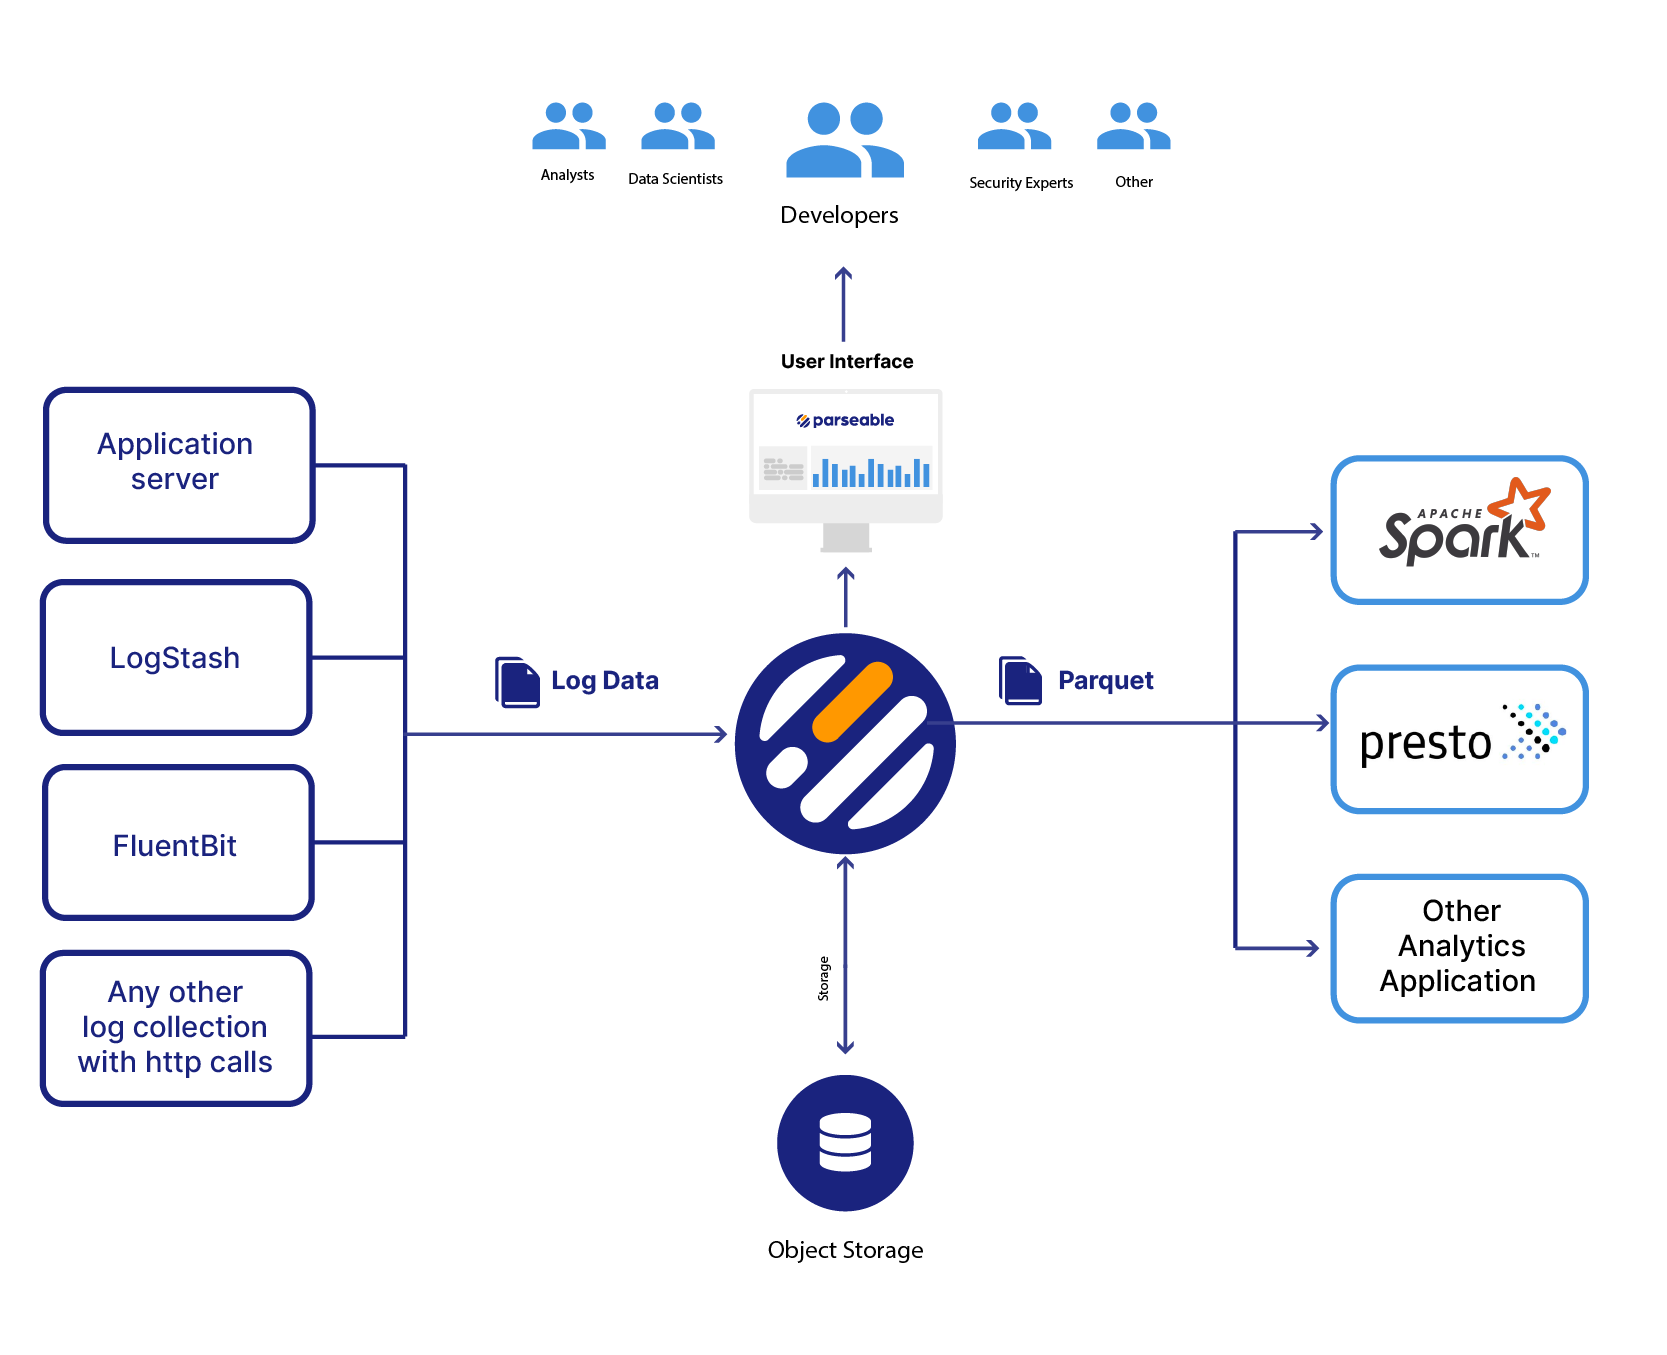 Analysts
Data Scientists
Developers
Security Experts
Other
User Interface
parseable
Application
server
LogStash
FluentBit
Any other
log collection
with http calls
Log Data
Parquet
Storage
Object Storage
APACHE
Spark™
presto
Other
Analytics
Application